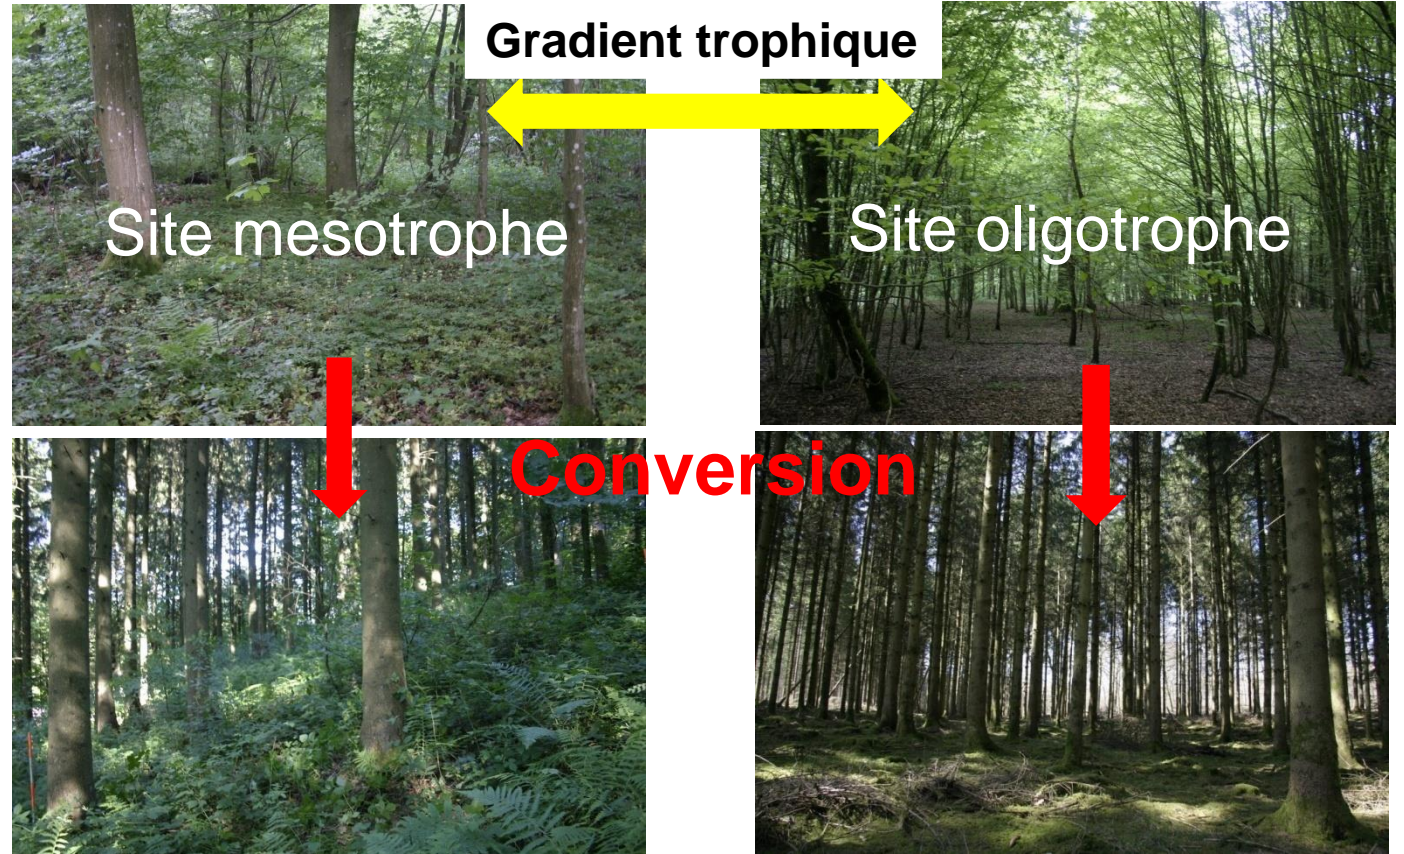 Gradient trophique
Site mesotrophe
Site oligotrophe
Conversion